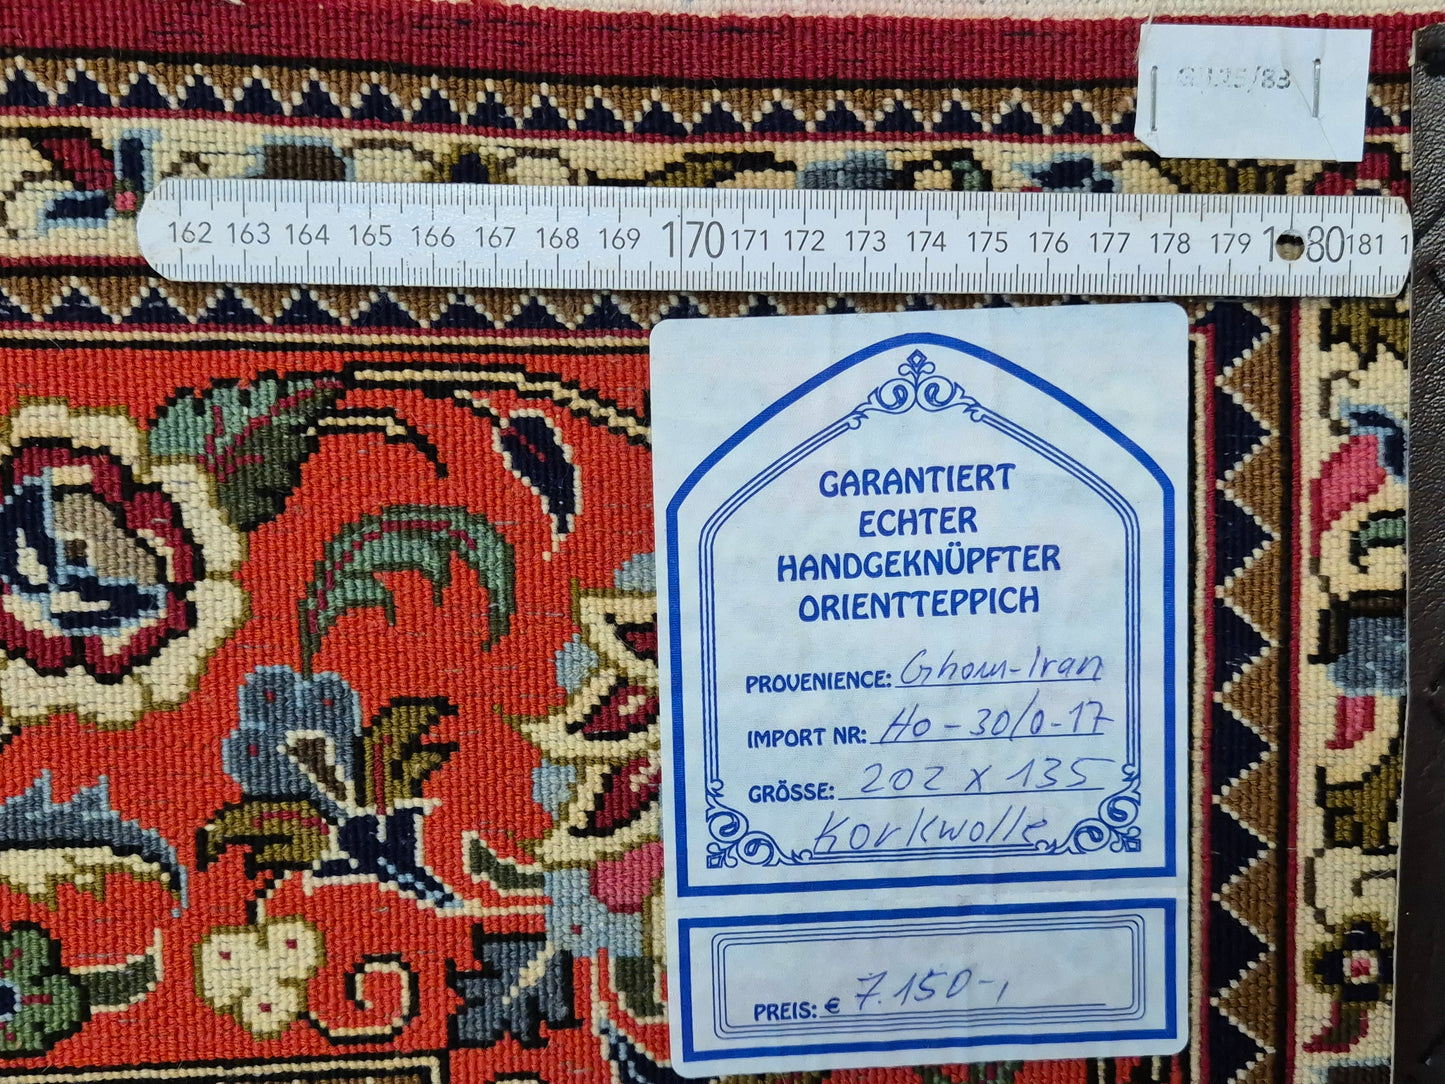 162 163 164 165 166 167 168 169 170 171 172 173 174 175 176 177 178 179 180 181 1
GARANTIERT
ECHTER
HANDGEKNÜPFTER
ORIENTTEPPICH
PROVENIENCE: Ghom-Iran
IMPORT NR: Ho-30/0-17
GRÖSSE: 202 x 135
Korkwolle
PREIS: € 7.150-,